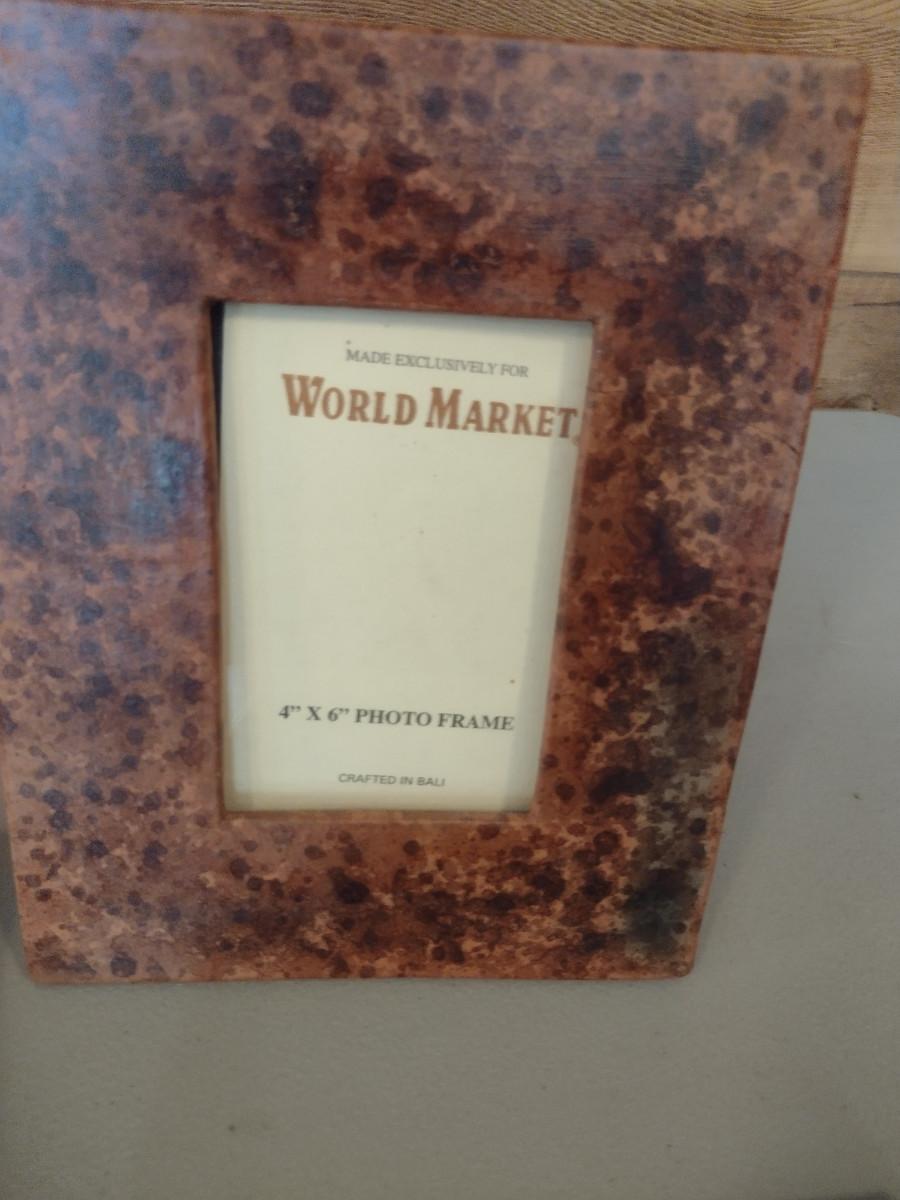 MADE EXCLUSIVELY FOR
WORLD MARKET
4” X 6” PHOTO FRAME
CRAFTED IN BALI